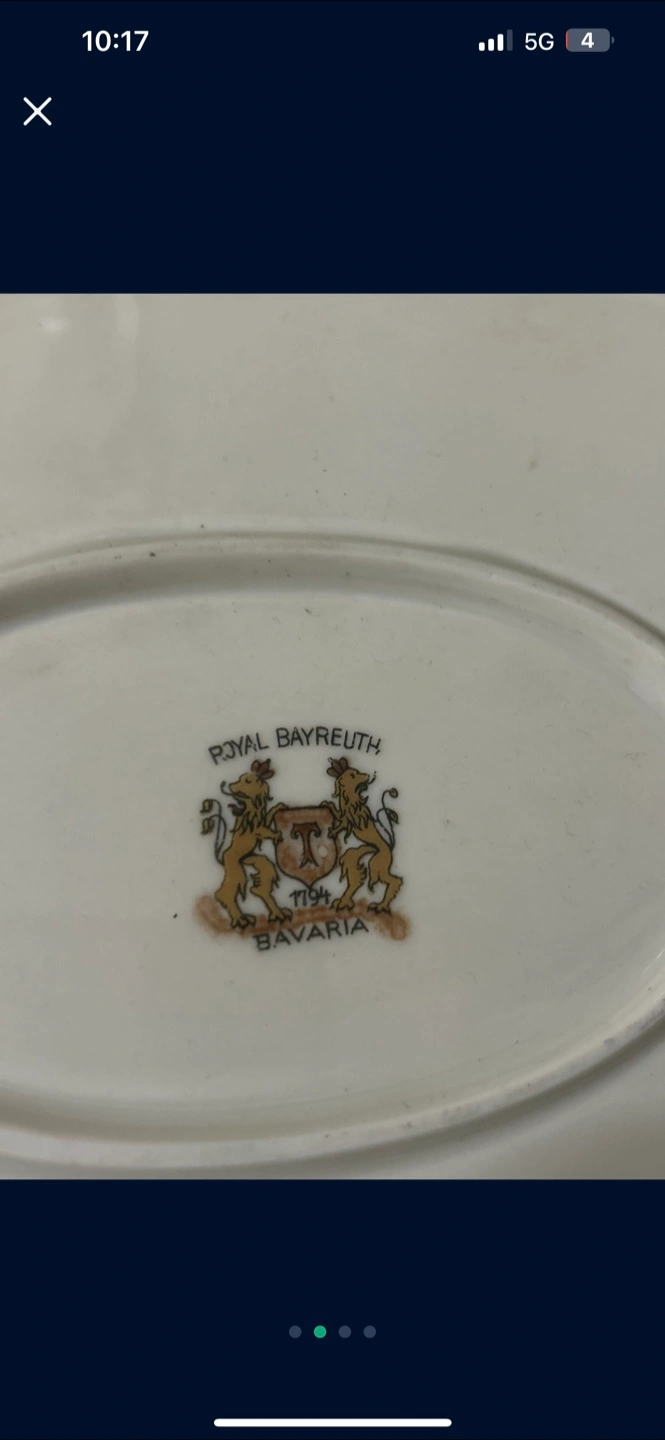 10:17 5G 4
ROYAL BAYREUTH
T
1794
BAVARIA